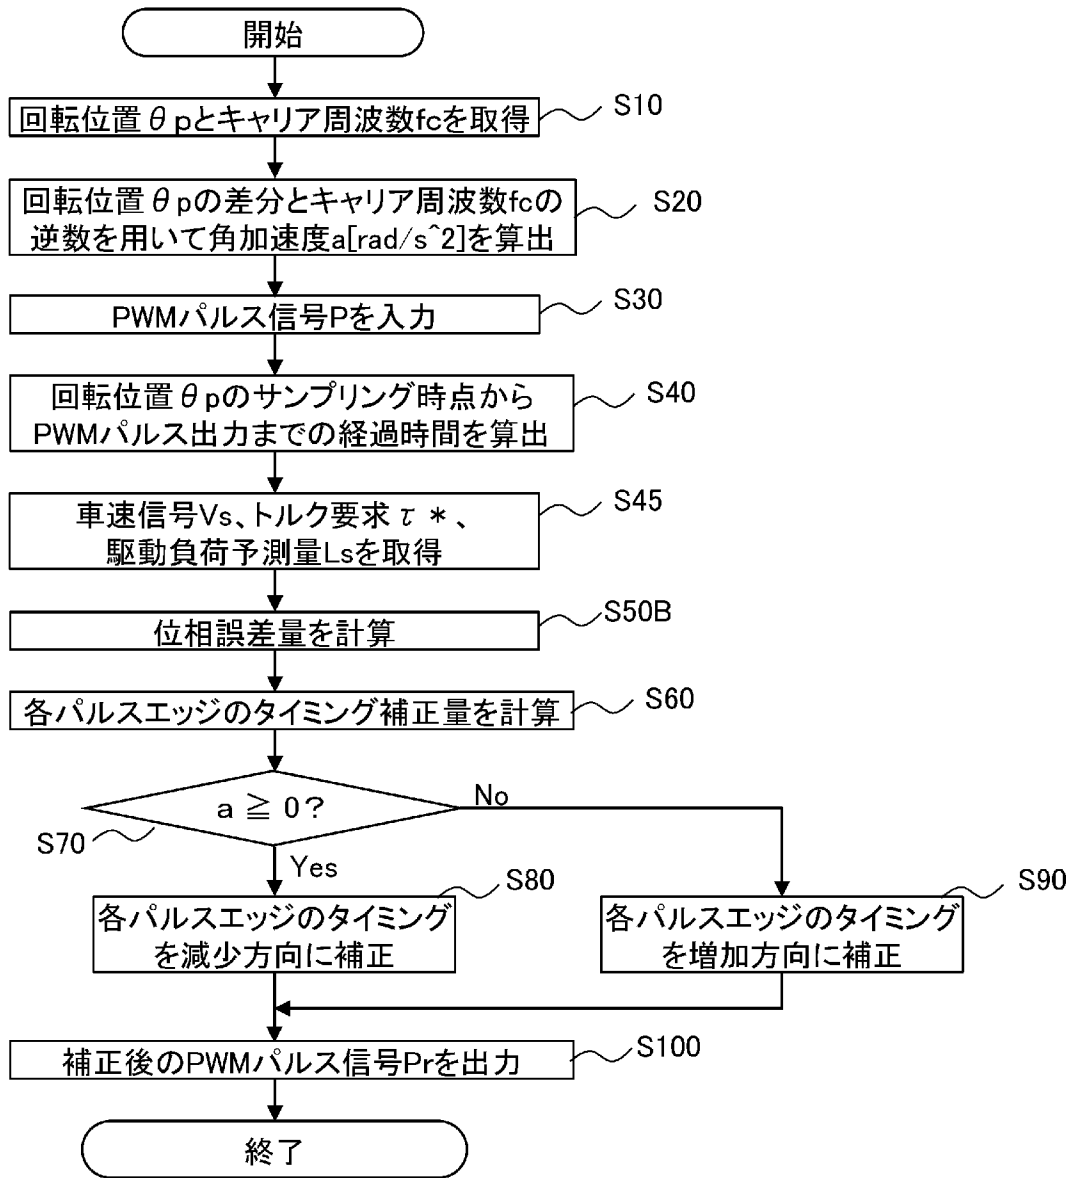 開始
回転位置θpとキャリア周波数fcを取得
S10
回転位置θpの差分とキャリア周波数fcの
逆数を用いて角加速度a[rad/s^2]を算出
S20
PWMパルス信号Pを入力
S30
回転位置θpのサンプリング時点から
PWMパルス出力までの経過時間を算出
S40
車速信号Vs、トルク要求τ*、
駆動負荷予測量Lsを取得
S45
位相誤差量を計算
S50B
各パルスエッジのタイミング補正量を計算
S60
a ≧ 0?
No
S70
Yes
各パルスエッジのタイミング
を減少方向に補正
S80
各パルスエッジのタイミング
を増加方向に補正
S90
補正後のPWMパルス信号Prを出力
S100
終了